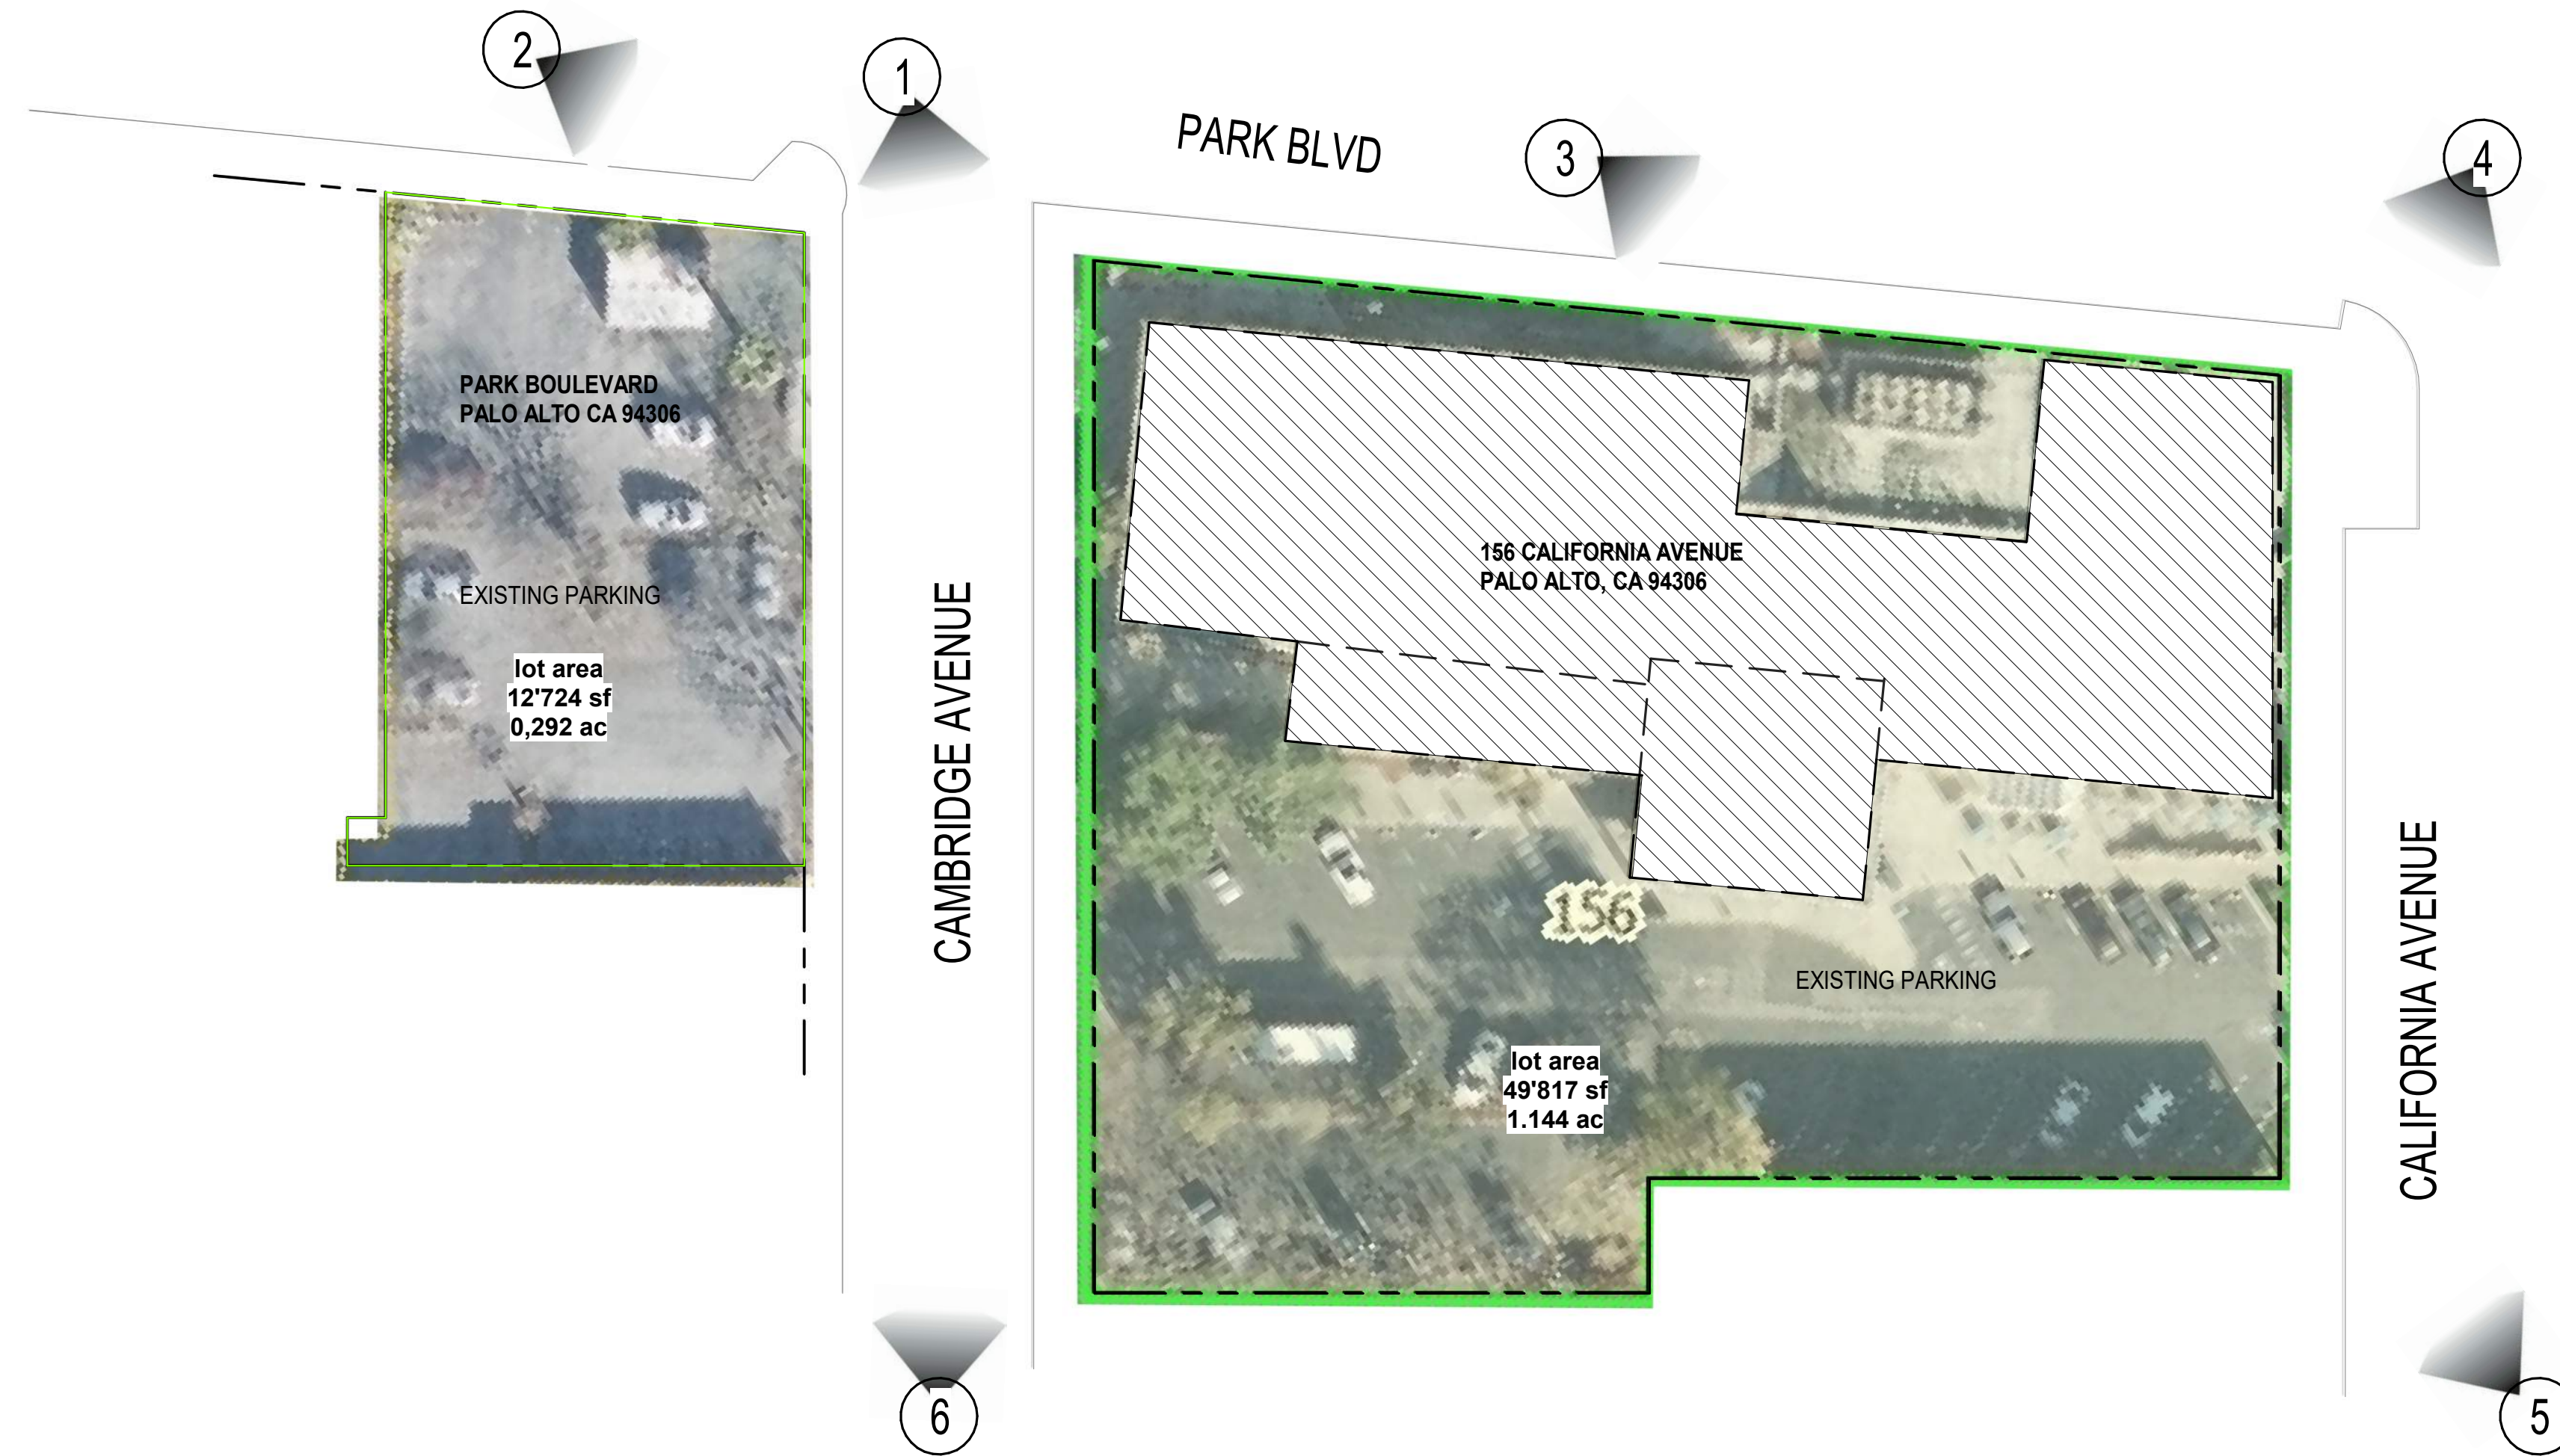 2
1
PARK BLVD
3
4
PARK BOULEVARD
PALO ALTO CA 94306
EXISTING PARKING
lot area
12'724 sf
0,292 ac
CAMBRIDGE AVENUE
156 CALIFORNIA AVENUE
PALO ALTO, CA 94306
156
EXISTING PARKING
lot area
49'817 sf
1.144 ac
CALIFORNIA AVENUE
6
5